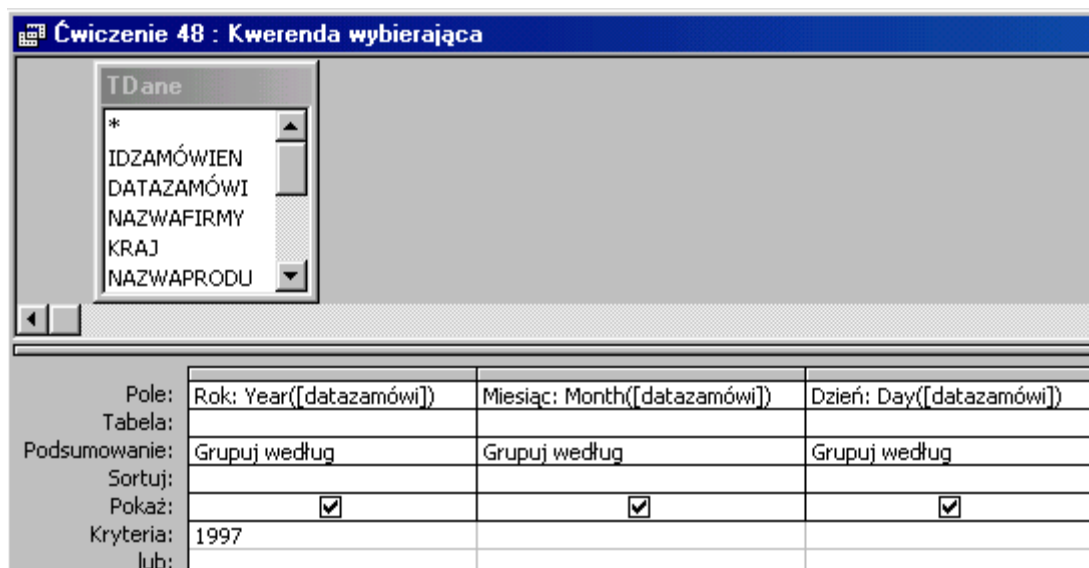 Ćwiczenie 48 : Kwerenda wybierająca
TDane
*
IDZAMÓWIEN
DATAZAMÓWI
NAZWAFIRMY
KRAJ
NAZWAPRODU
Pole: Rok: Year([datazamówi]) Miesiąc: Month([datazamówi]) Dzień: Day([datazamówi])
Tabela:
Podsumowanie: Grupuj według Grupuj według Grupuj według
Sortuj:
Pokaż:
Kryteria: 1997
lub: